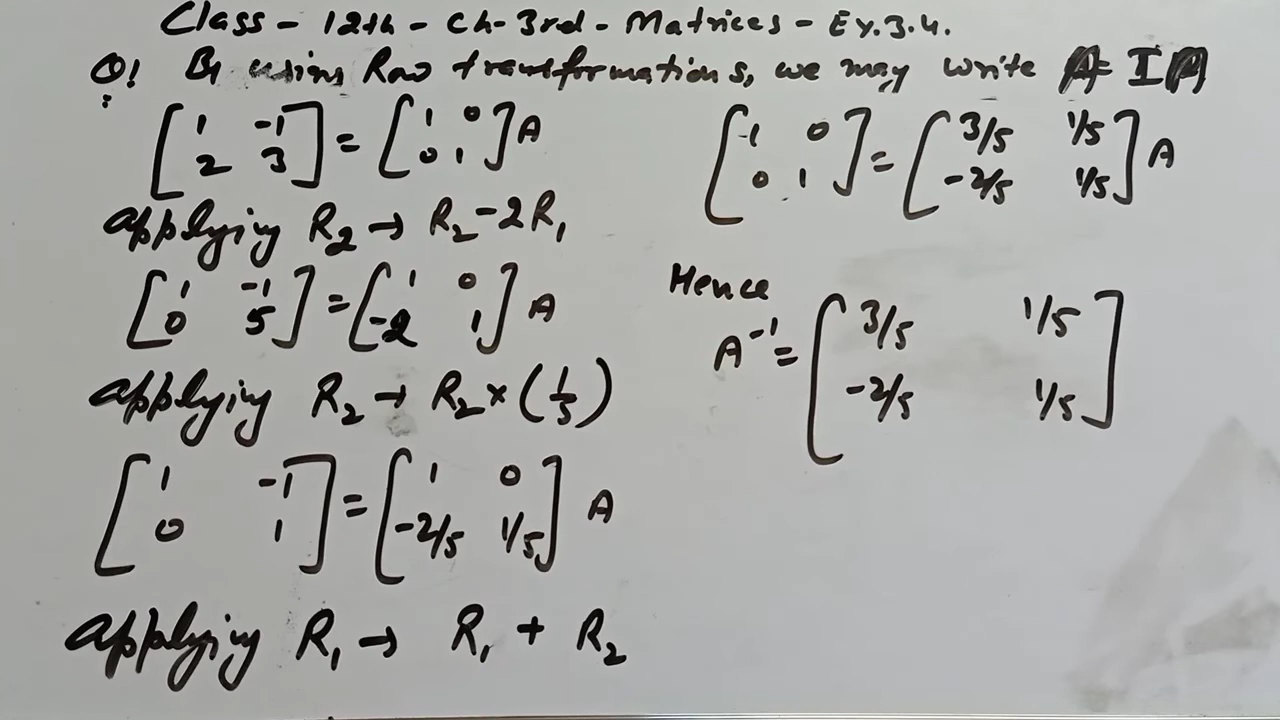 Class - 12th - Ch-3rd - Matrices - Ex.3.4.
Q! By using Row transformations, we may write A = IA
[1 -1
2 3] = [1 0
0 1] A
applying R₂ → R₂ - 2R₁
[1 -1
0 5] = [1 0
-2 1] A
applying R₂ → R₂ × (1/5)
[1 -1
0 1] = [1 0
-2/5 1/5] A
applying R₁ → R₁ + R₂
[1 0
0 1] = [3/5 1/5
-2/5 1/5] A
Hence
A⁻¹ = [3/5 1/5
-2/5 1/5]